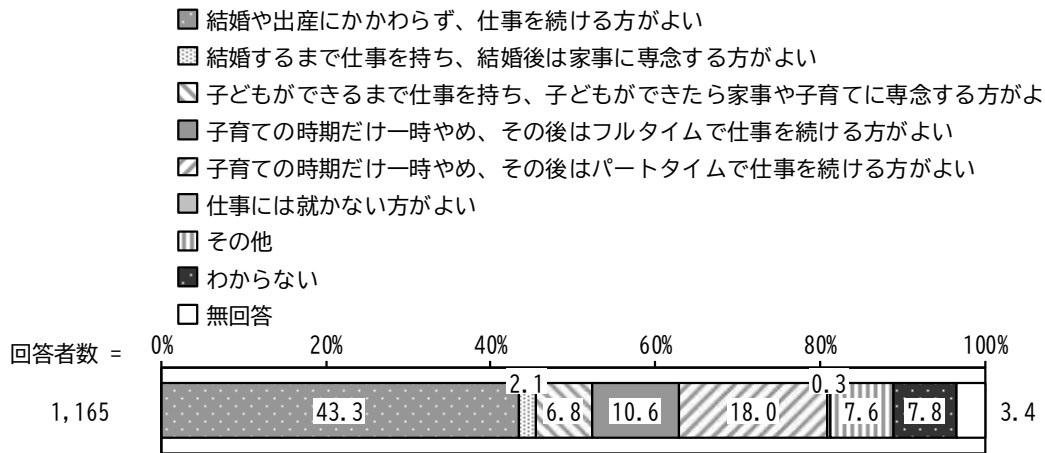 結婚や出産にかかわらず、仕事を続ける方がよい
結婚するまで仕事を持ち、結婚後は家事に専念する方がよい
子どもができるまで仕事を持ち、子どもができたら家事や子育てに専念する方がよ
子育ての時期だけ一時やめ、その後はフルタイムで仕事を続ける方がよい
子育ての時期だけ一時やめ、その後はパートタイムで仕事を続ける方がよい
仕事には就かない方がよい
その他
わからない
無回答
回答者数 = 0% 20% 40% 60% 80% 100%
2.1 0.3
1,165 43.3 6.8 10.6 18.0 7.6 7.8 3.4